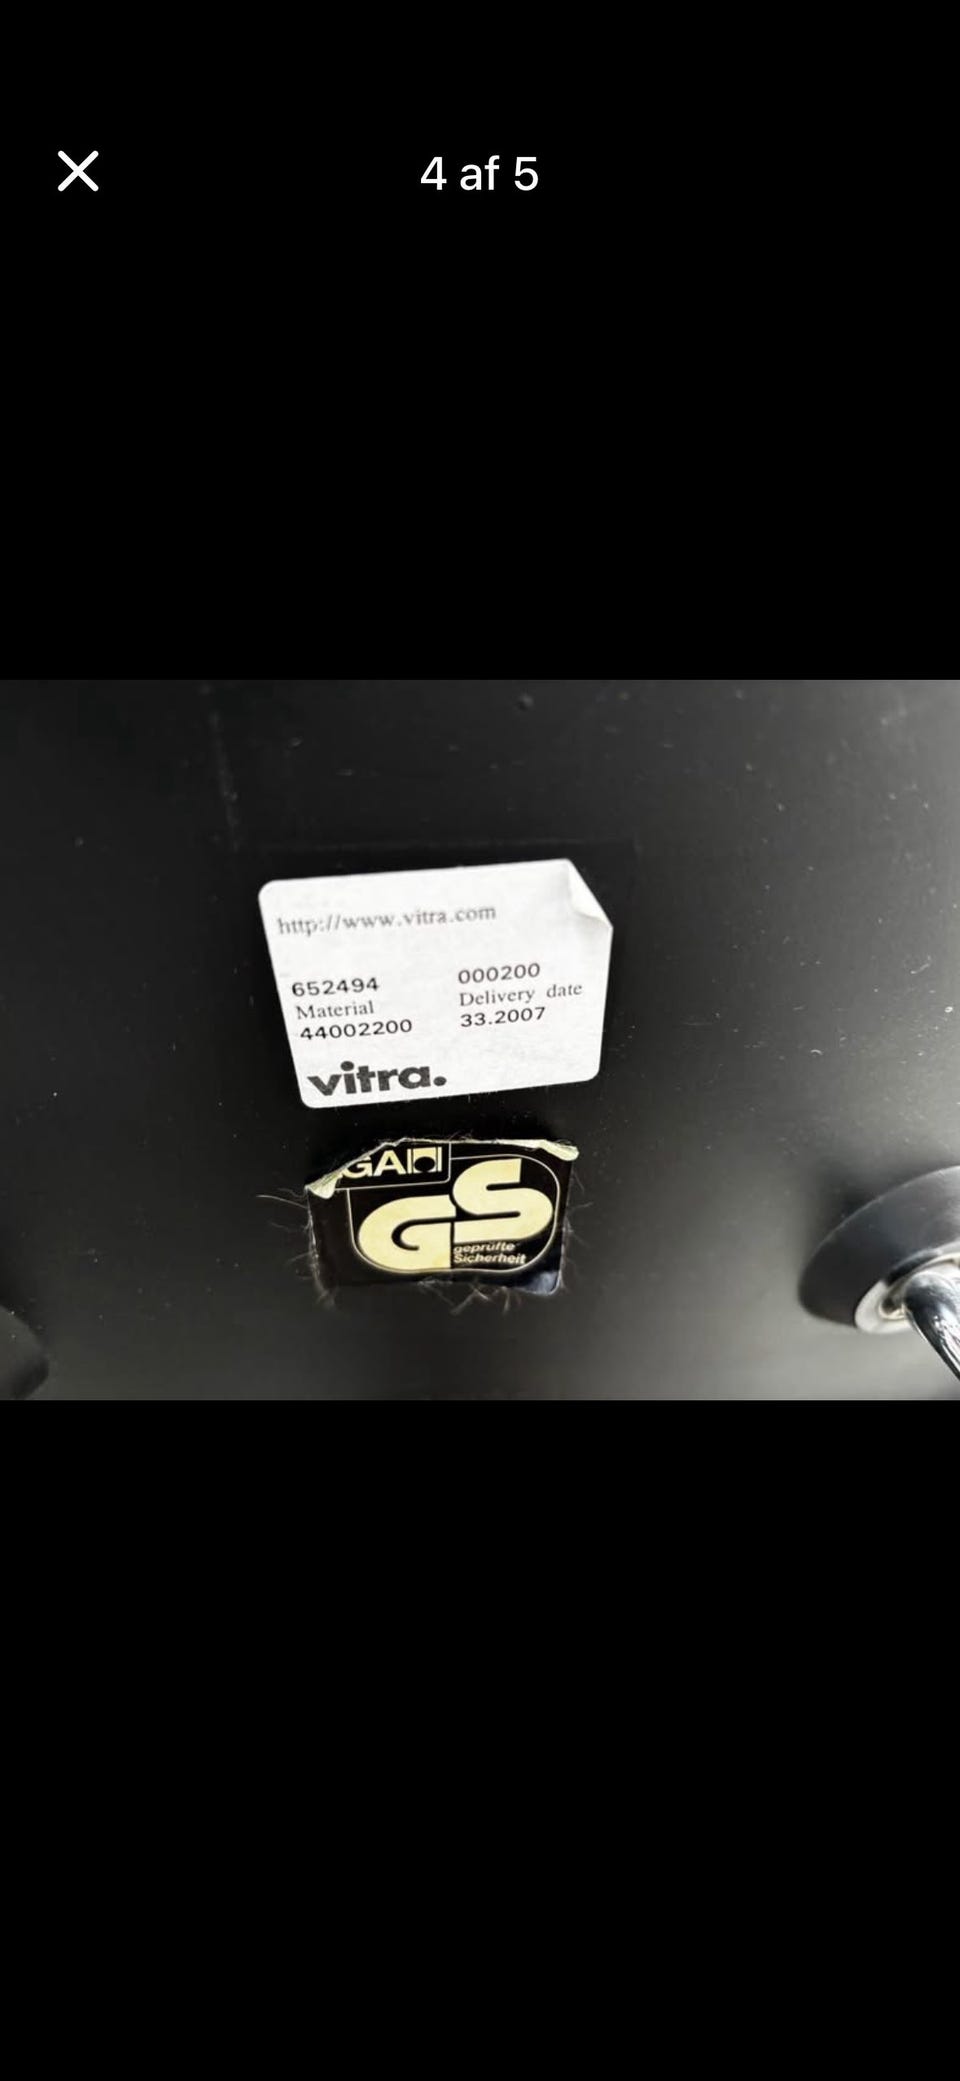 4 af 5
http://www.vitra.com
652494 000200
Material Delivery date
44002200 33.2007
vitra.
GA
GS
geprüfte
Sicherheit